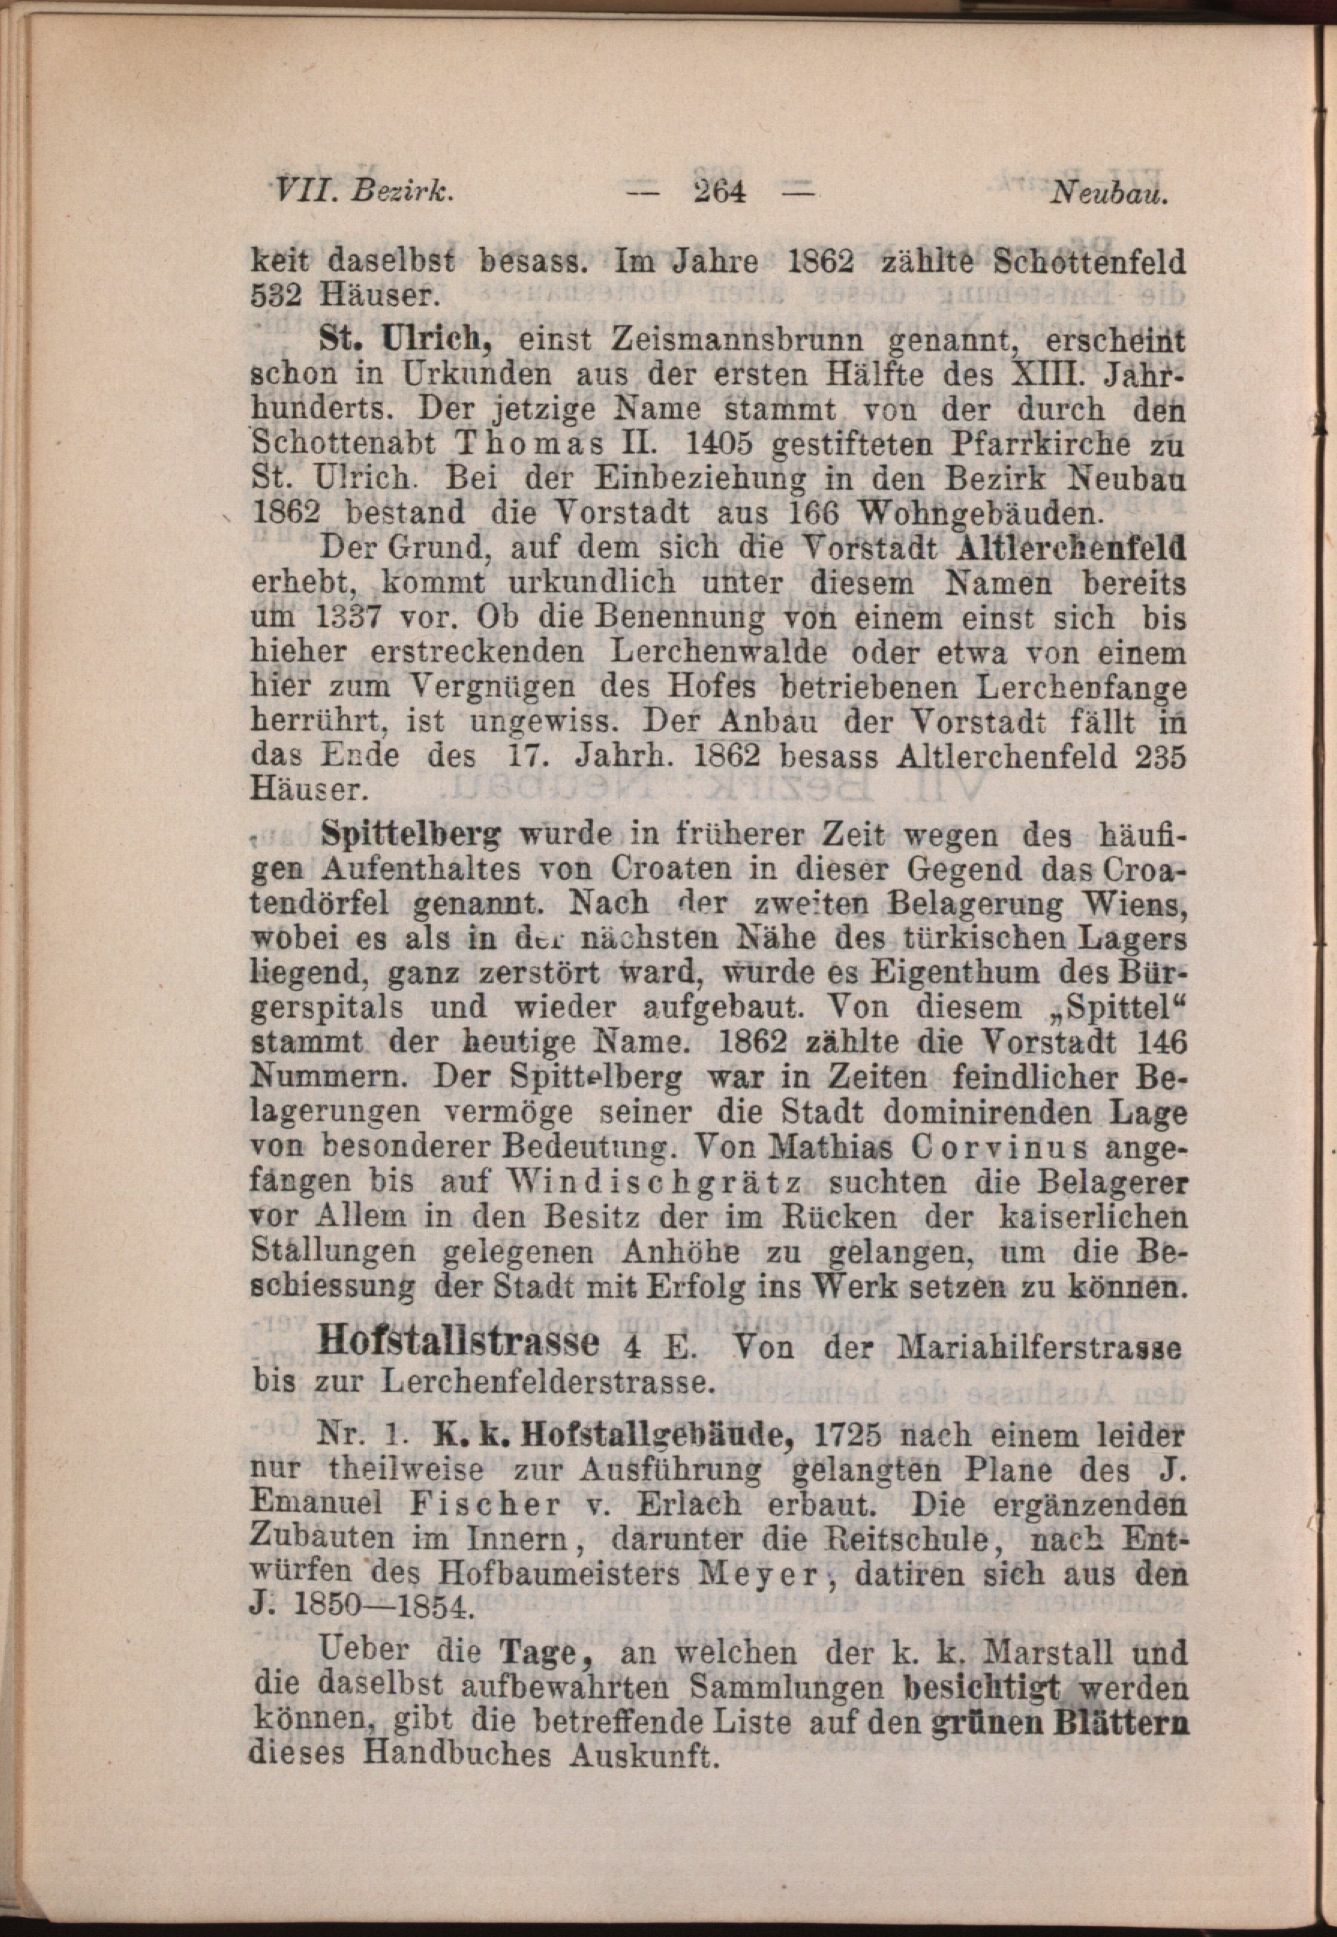 VII. Bezirk. — 264 — Neubau.
keit daselbst besass. Im Jahre 1862 zählte Schottenfeld
532 Häuser.
St. Ulrich, einst Zeismannsbrunn genannt, erscheint
schon in Urkunden aus der ersten Hälfte des XIII. Jahr-
hunderts. Der jetzige Name stammt von der durch den
Schottenabt Thomas II. 1405 gestifteten Pfarrkirche zu
St. Ulrich. Bei der Einbeziehung in den Bezirk Neubau
1862 bestand die Vorstadt aus 166 Wohngebäuden.
Der Grund, auf dem sich die Vorstadt Altlerchenfeld
erhebt, kommt urkundlich unter diesem Namen bereits
um 1337 vor. Ob die Benennung von einem einst sich bis
hieher erstreckenden Lerchenwalde oder etwa von einem
hier zum Vergnügen des Hofes betriebenen Lerchenfange
herrührt, ist ungewiss. Der Anbau der Vorstadt fällt in
das Ende des 17. Jahrh. 1862 besass Altlerchenfeld 235
Häuser.
Spittelberg wurde in früherer Zeit wegen des häufi-
gen Aufenthaltes von Croaten in dieser Gegend das Croa-
tendörfel genannt. Nach der zweiten Belagerung Wiens,
wobei es als in der nächsten Nähe des türkischen Lagers
liegend, ganz zerstört ward, wurde es Eigenthum des Bür-
gerspitals und wieder aufgebaut. Von diesem „Spittel“
stammt der heutige Name. 1862 zählte die Vorstadt 146
Nummern. Der Spittelberg war in Zeiten feindlicher Be-
lagerungen vermöge seiner die Stadt dominirenden Lage
von besonderer Bedeutung. Von Mathias Corvinus ange-
fangen bis auf Windischgrätz suchten die Belagerer
vor Allem in den Besitz der im Rücken der kaiserlichen
Stallungen gelegenen Anhöhe zu gelangen, um die Be-
schiessung der Stadt mit Erfolg ins Werk setzen zu können.
Hofstallstrasse 4 E. Von der Mariahilferstrasse
bis zur Lerchenfelderstrasse.
Nr. 1. K. k. Hofstallgebäude, 1725 nach einem leider
nur theilweise zur Ausführung gelangten Plane des J.
Emanuel Fischer v. Erlach erbaut. Die ergänzenden
Zubauten im Innern, darunter die Reitschule, nach Ent-
würfen des Hofbaumeisters Meyer, datiren sich aus den
J. 1850—1854.
Ueber die Tage, an welchen der k. k. Marstall und
die daselbst aufbewahrten Sammlungen besichtigt werden
können, gibt die betreffende Liste auf den grünen Blättern
dieses Handbuches Auskunft.